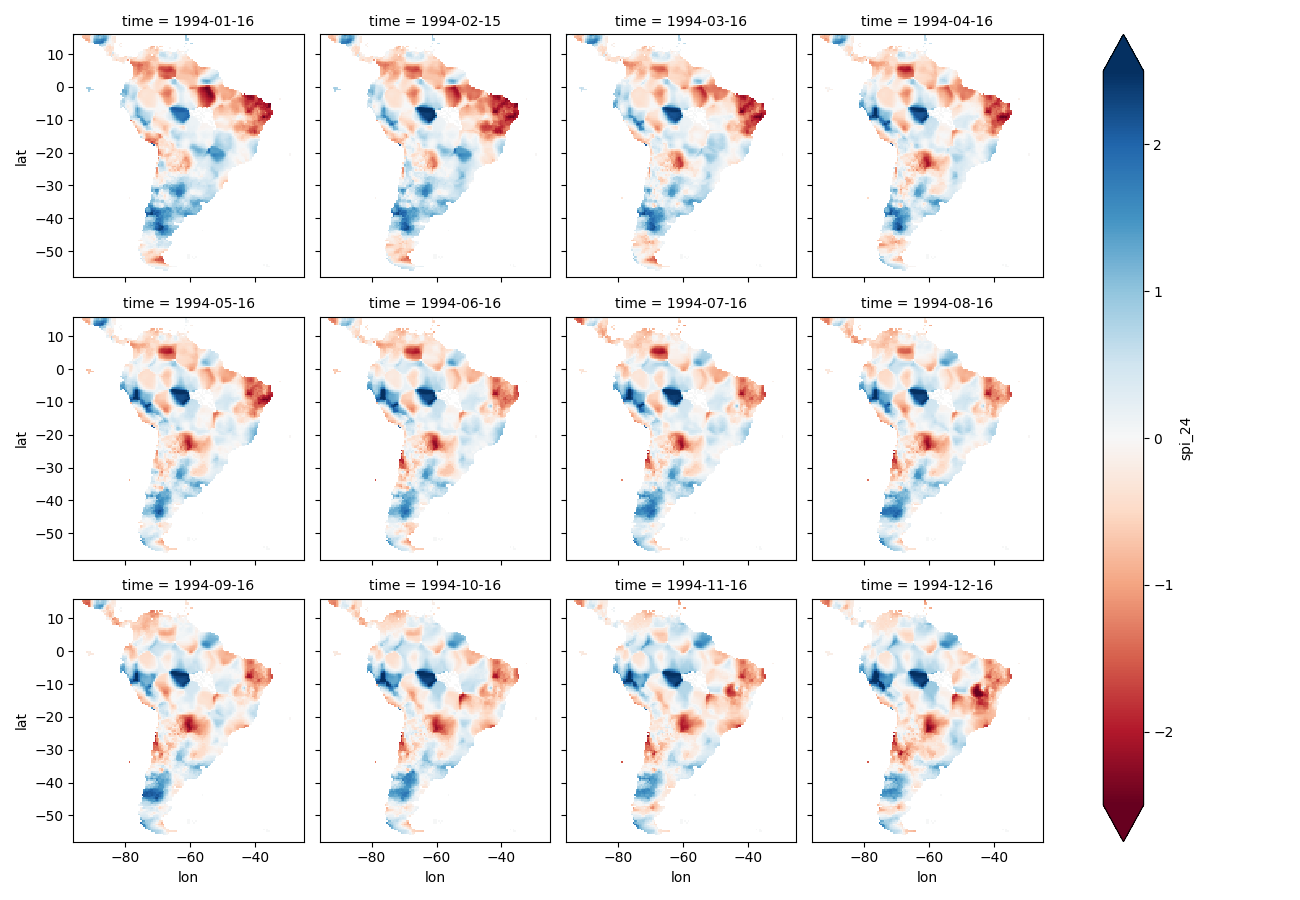 time = 1994-01-16
time = 1994-02-15
time = 1994-03-16
time = 1994-04-16
10
0
−10
−20
−30
−40
−50
lat
2
1
0
−1
−2
spi_24
time = 1994-05-16
time = 1994-06-16
time = 1994-07-16
time = 1994-08-16
10
0
−10
−20
−30
−40
−50
lat
time = 1994-09-16
time = 1994-10-16
time = 1994-11-16
time = 1994-12-16
10
0
−10
−20
−30
−40
−50
lat
−80 −60 −40
−80 −60 −40
−80 −60 −40
−80 −60 −40
lon
lon
lon
lon